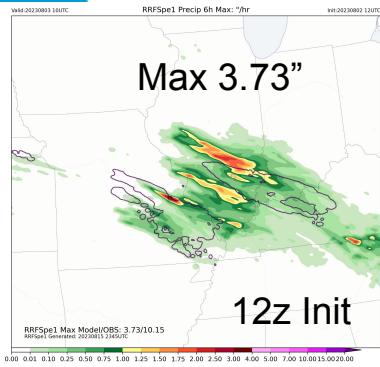 Valid:20230803 10UTC RRFSpe1 Precip 6h Max: "/hr Init:20230802 12UTC
Max 3.73”
12z Init
RRFSpe1 Max Model/OBS: 3.73/10.15
RRFSpe1 Generated: 20230815 2345UTC
0.00 0.01 0.10 0.25 0.50 0.75 1.00 1.25 1.50 1.75 2.00 2.50 3.00 4.00 5.00 7.00 10.00 15.00 20.00